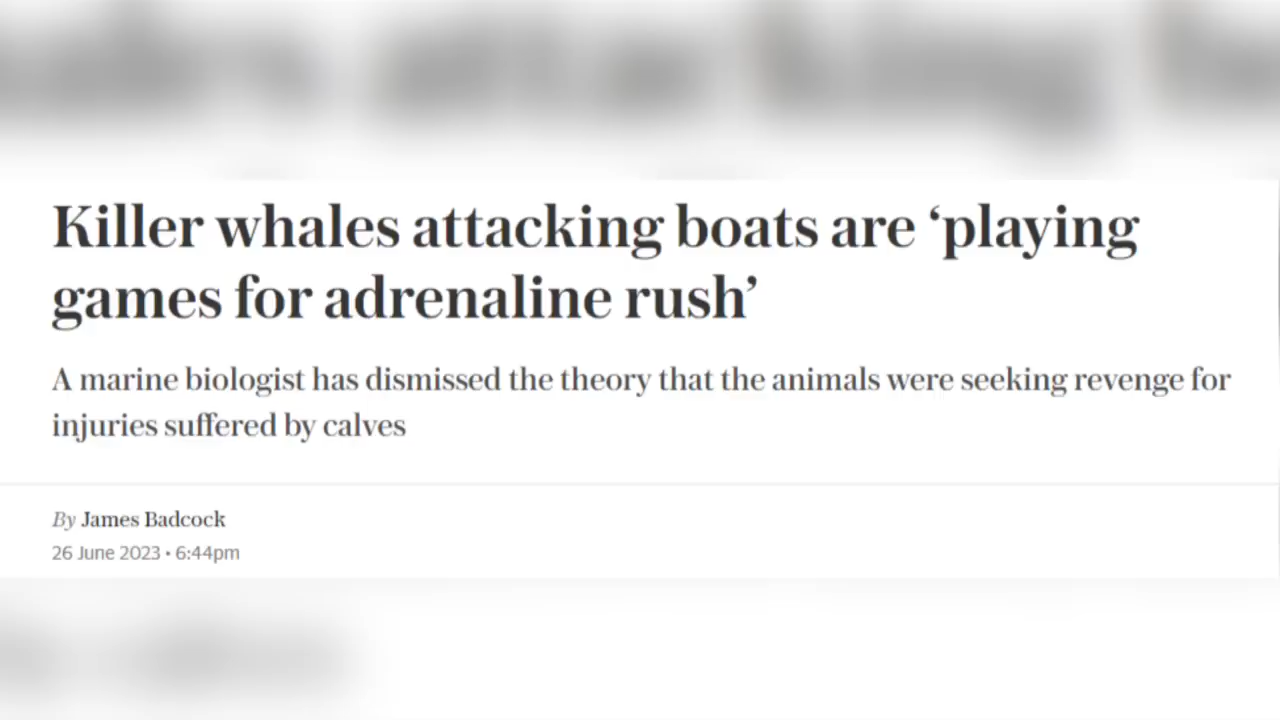 Killer whales attacking boats are ‘playing
games for adrenaline rush’
A marine biologist has dismissed the theory that the animals were seeking revenge for
injuries suffered by calves
By James Badcock
26 June 2023 • 6:44pm